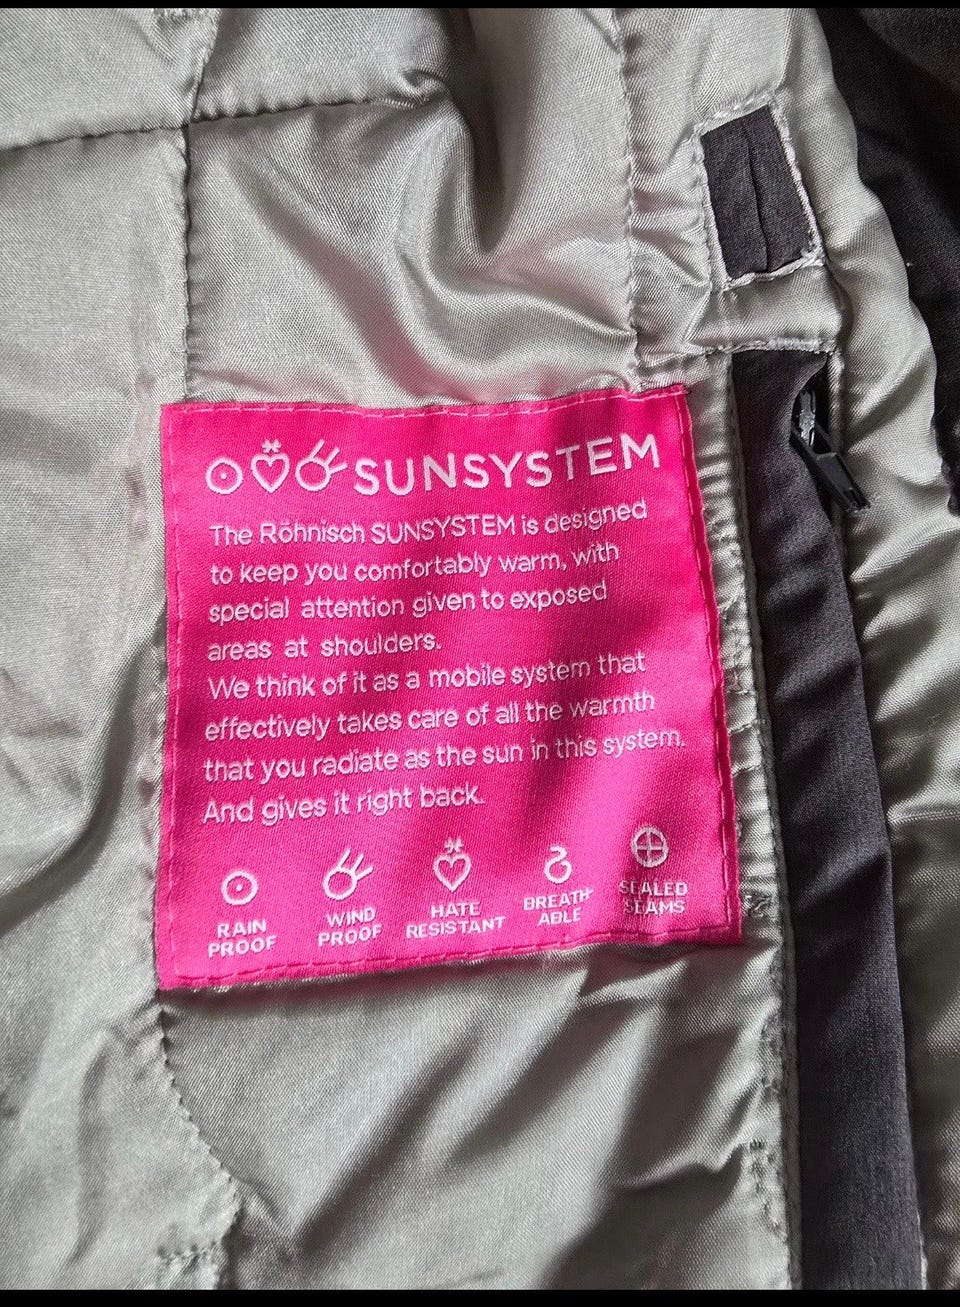 SUNSYSTEM
The Röhnisch SUNSYSTEM is designed
to keep you comfortably warm, with
special attention given to exposed
areas at shoulders.
We think of it as a mobile system that
effectively takes care of all the warmth
that you radiate as the sun in this system.
And gives it right back.
RAIN PROOF
WIND PROOF
HATE RESISTANT
BREATH ABLE
SEALED SEAMS